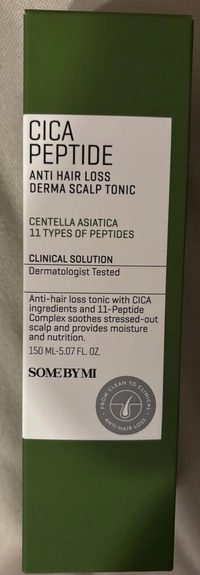 CICA
PEPTIDE
ANTI HAIR LOSS
DERMA SCALP TONIC
CENTELLA ASIATICA
11 TYPES OF PEPTIDES
CLINICAL SOLUTION
Dermatologist Tested
Anti-hair loss tonic with CICA
ingredients and 11-Peptide
Complex soothes stressed-out
scalp and provides moisture
and nutrition.
150 ML-5.07 FL. OZ.
SOME BY MI
FROM CLEAN TO CLINICAL
ANTI-HAIR LOSS